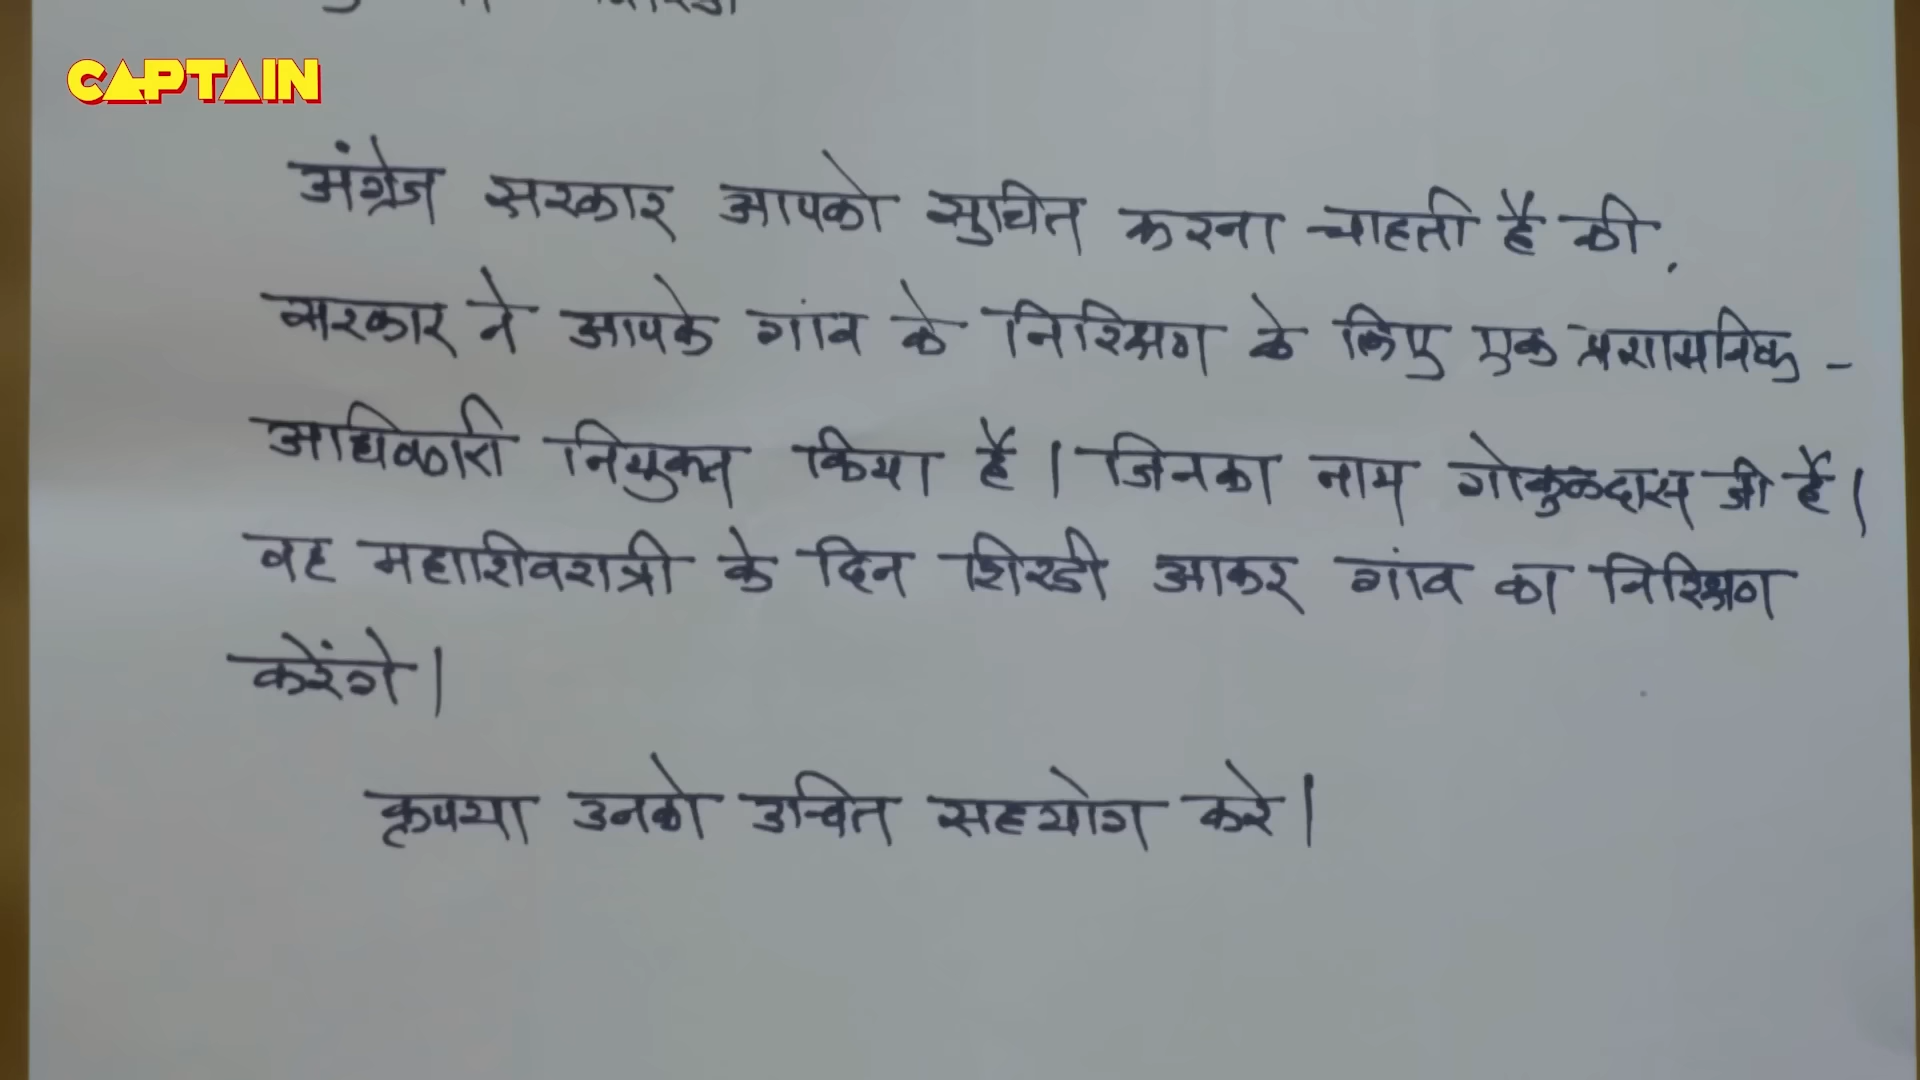 CAPTAIN
अंग्रेज सरकार आपको सुचित करना चाहती है की,
सरकार ने आपके गांव के निरिक्षण के लिए एक प्रशासनिक -
अधिकारी नियुक्त किया है। जिनका नाम गोकुळदास जी है।
वह महाशिवरात्री के दिन शिरडी आकर गांव का निरिक्षण
करेंगे।
कृपया उनको उचित सहयोग करे।